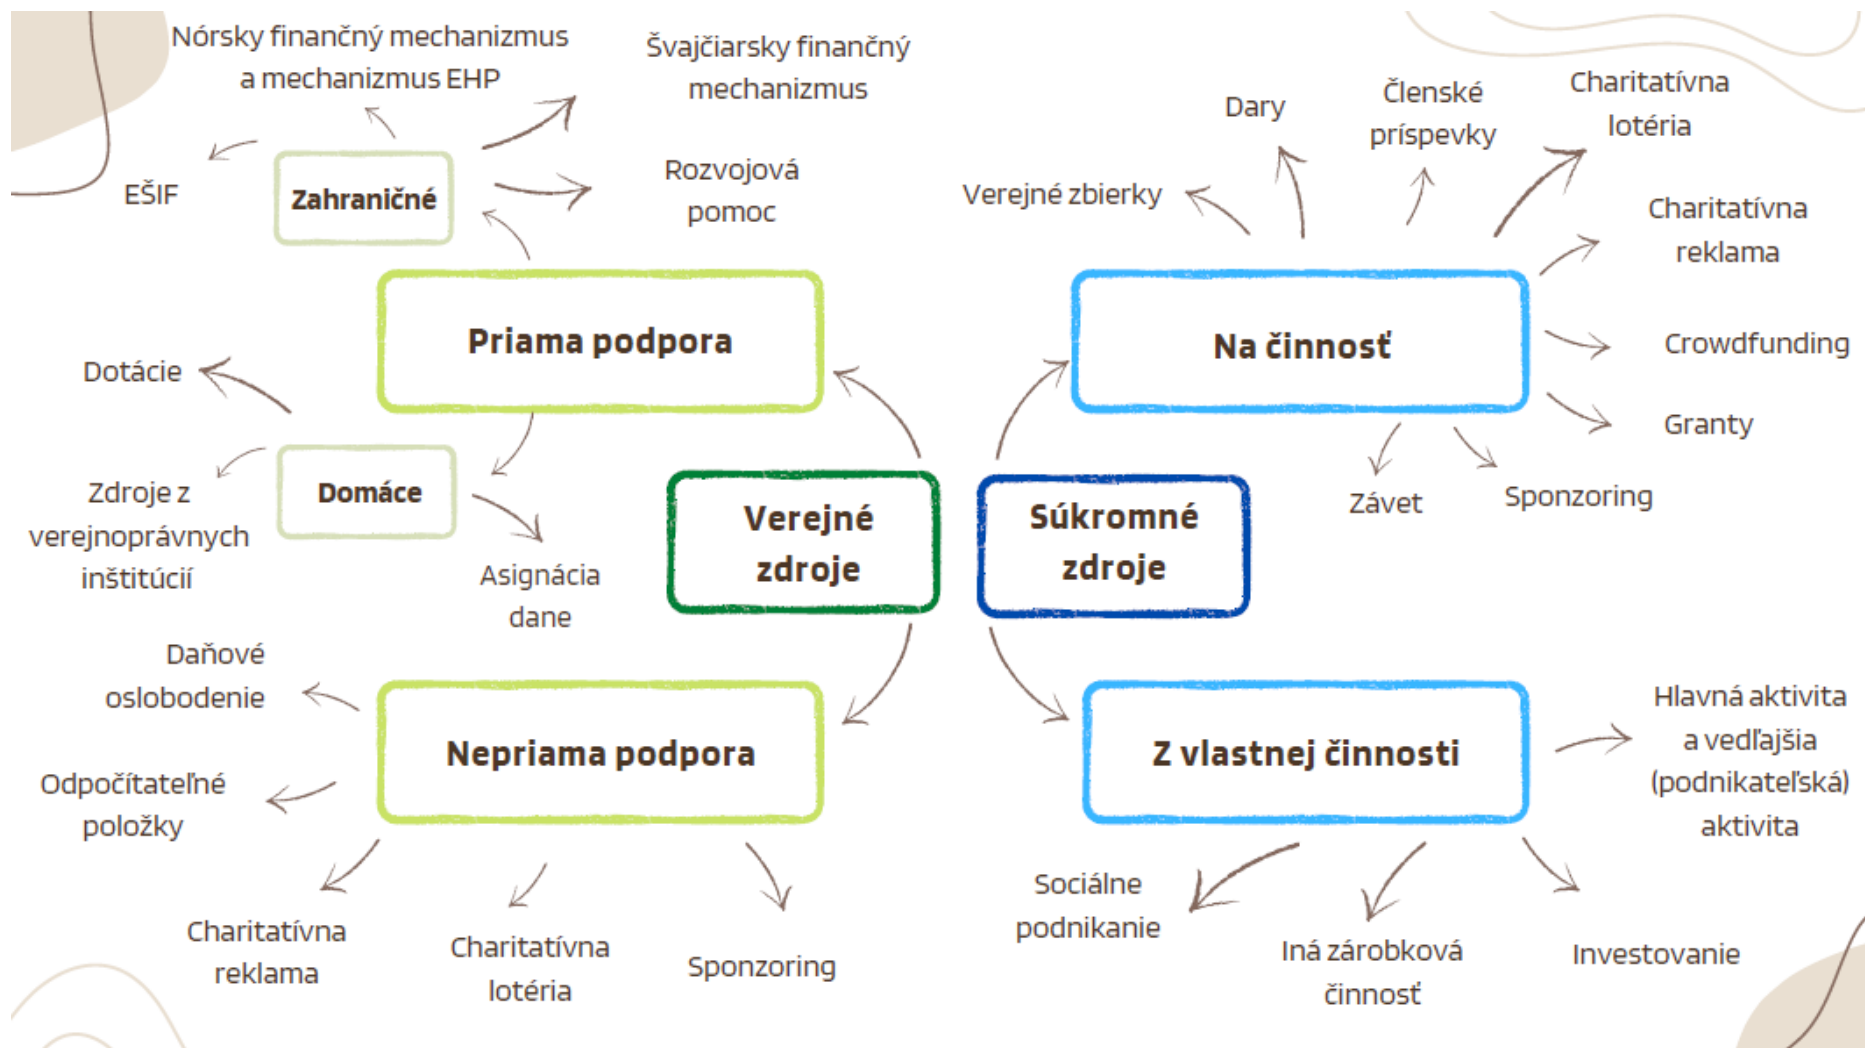 Nórsky finančný mechanizmus
a mechanizmus EHP
Švajčiarsky finančný
mechanizmus
EŠIF
Zahraničné
Rozvojová
pomoc
Priama podpora
Dotácie
Domáce
Zdroje z
verejnoprávnych
inštitúcií
Asignácia
dane
Verejné
zdroje
Daňové
oslobodenie
Nepriama podpora
Odpočítateľné
položky
Charitatívna
reklama
Charitatívna
lotéria
Sponzoring
Verejné zbierky
Dary
Členské
príspevky
Charitatívna
lotéria
Charitatívna
reklama
Na činnosť
Crowdfunding
Granty
Závet
Sponzoring
Súkromné
zdroje
Z vlastnej činnosti
Hlavná aktivita
a vedľajšia
(podnikateľská)
aktivita
Sociálne
podnikanie
Iná zárobková
činnosť
Investovanie